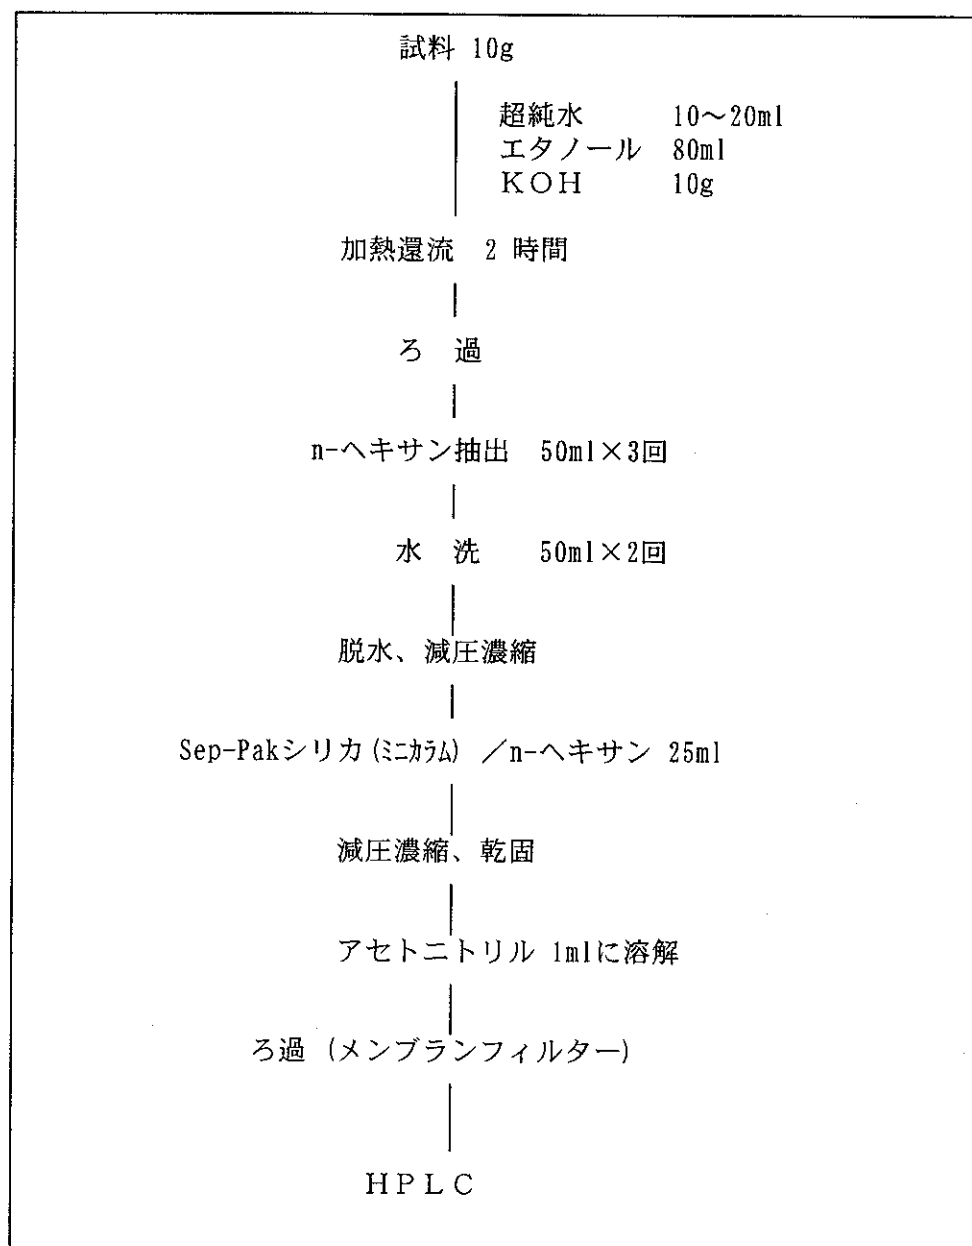 試料 10g
超純水 10〜20ml
エタノール 80ml
ＫＯＨ 10g
加熱還流 2 時間
ろ 過
n-ヘキサン抽出 50ml×3回
水 洗 50ml×2回
脱水、減圧濃縮
Sep-Pakシリカ(ﾐﾆｶﾗﾑ) ／n-ヘキサン 25ml
減圧濃縮、乾固
アセトニトリル 1mlに溶解
ろ過 (メンブランフィルター)
ＨＰＬＣ